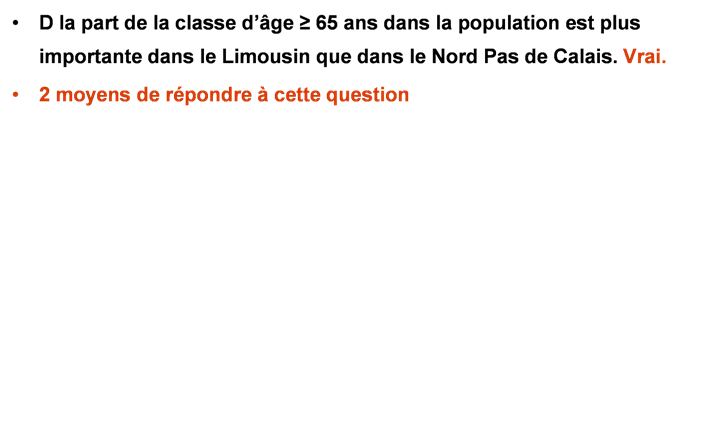 • D la part de la classe d’âge ≥ 65 ans dans la population est plus
importante dans le Limousin que dans le Nord Pas de Calais. Vrai.
• 2 moyens de répondre à cette question